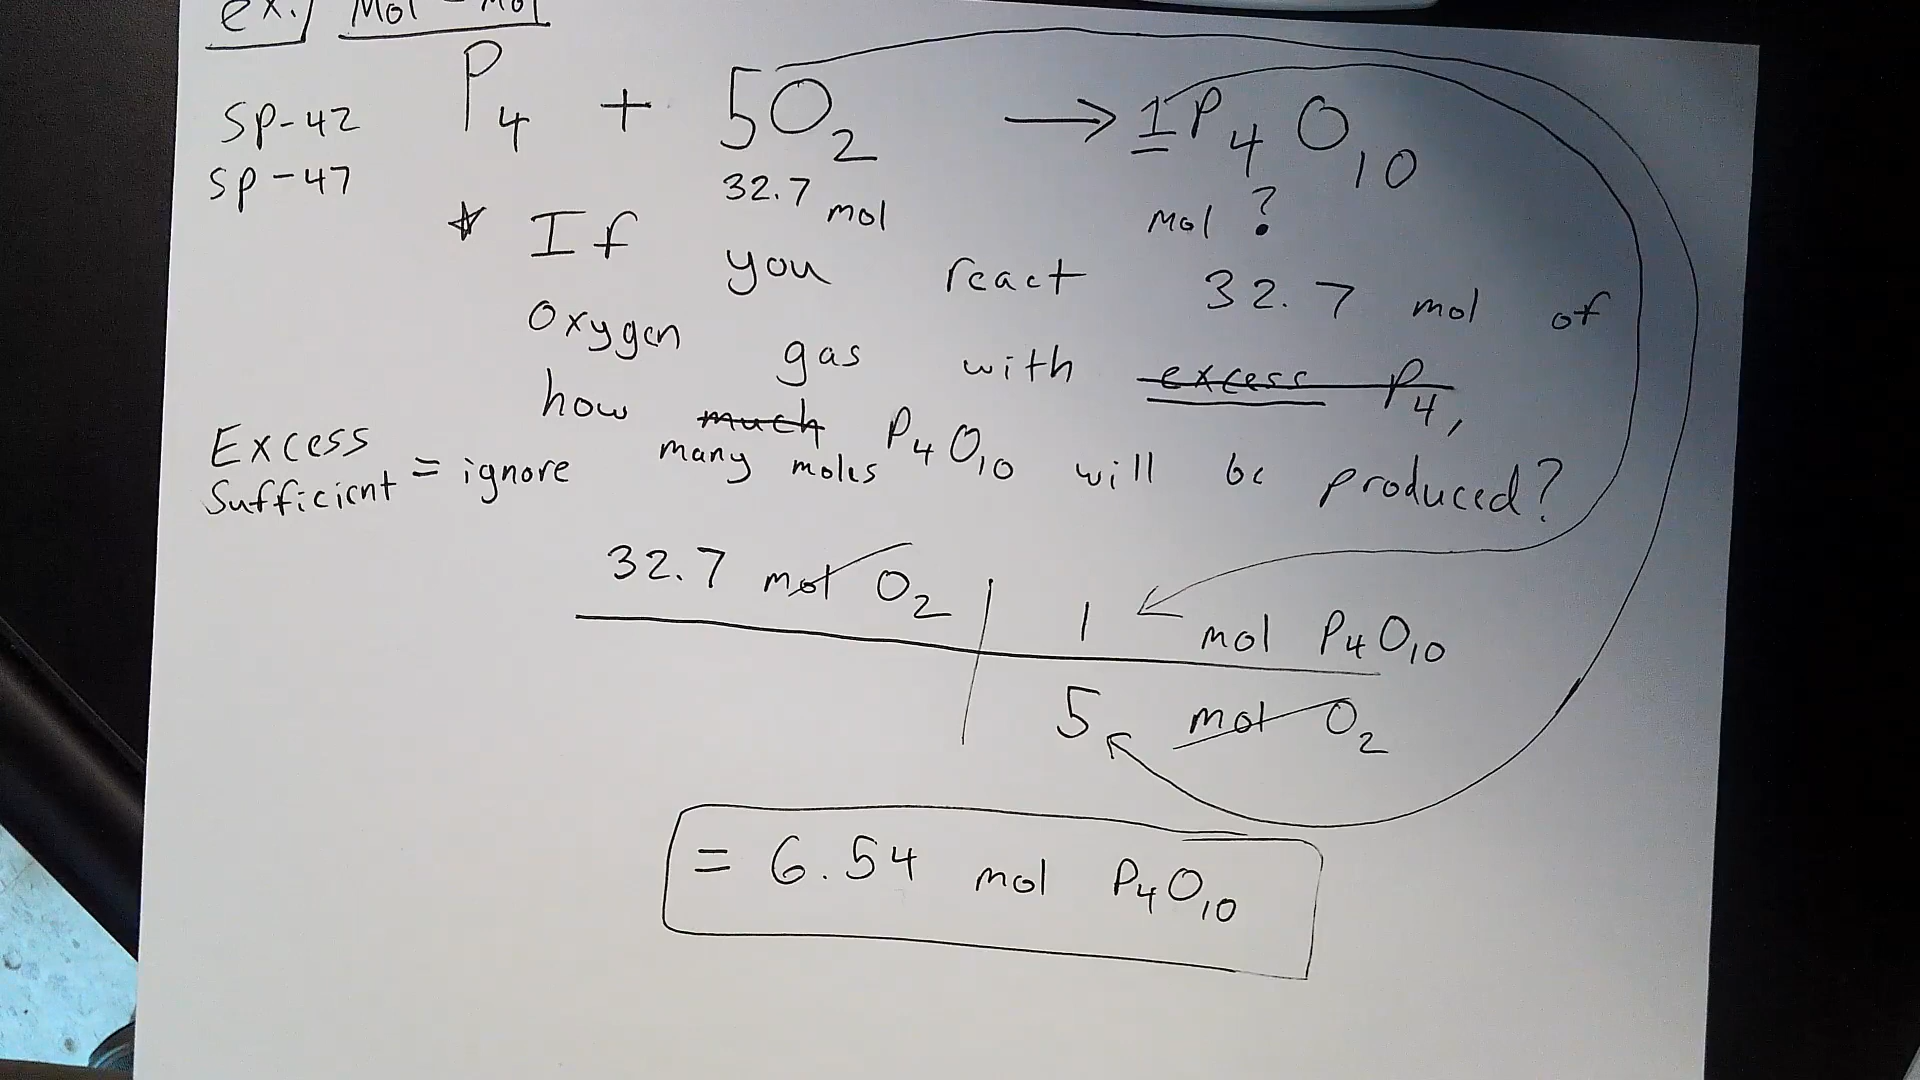 ex.) Mol - Mol
P4 + 5O2 → 1P4O10
SP-42
SP-47
32.7 mol
Mol ?
* If you react 32.7 mol of
oxygen gas with excess P4,
how much P4O10 will be produced?
many moles
Excess
Sufficient = ignore
32.7 mol O2 | 1 mol P4O10
5 mol O2
= 6.54 mol P4O10